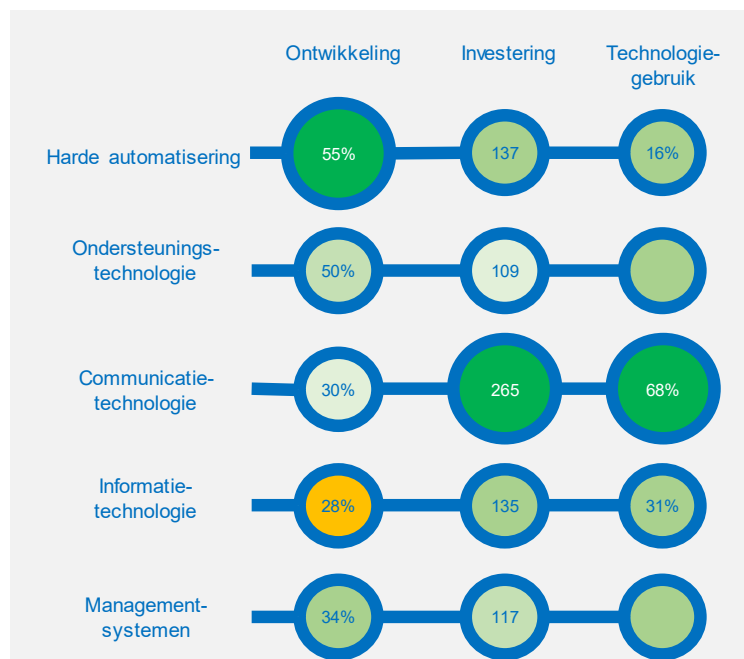 Ontwikkeling Investering Technologie-
gebruik
Harde automatisering 55% 137 16%
Ondersteunings-
technologie 50% 109
Communicatie-
technologie 30% 265 68%
Informatie-
technologie 28% 135 31%
Management-
systemen 34% 117